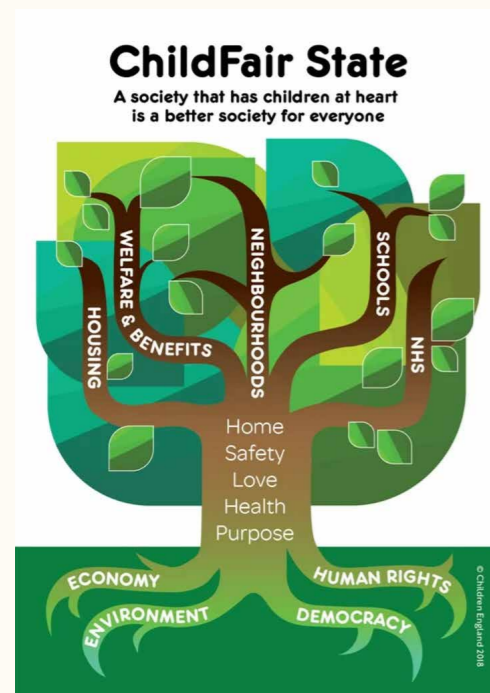 ChildFair State
A society that has children at heart
is a better society for everyone
HOUSING
WELFARE & BENEFITS
NEIGHBOURHOODS
SCHOOLS
NHS
Home
Safety
Love
Health
Purpose
ECONOMY
ENVIRONMENT
HUMAN RIGHTS
DEMOCRACY
© Children England 2018